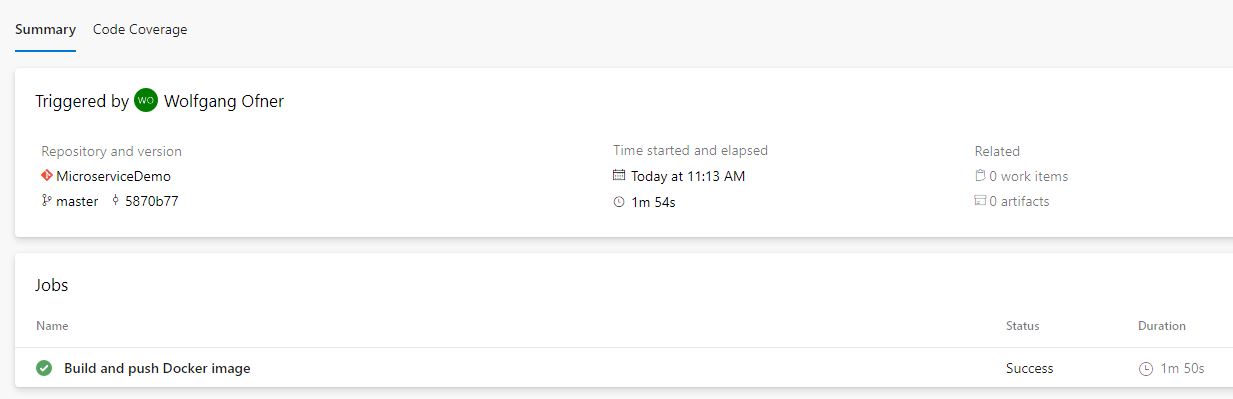 Summary Code Coverage
Triggered by WO Wolfgang Ofner
Repository and version
MicroserviceDemo
master 5870b77
Time started and elapsed
Today at 11:13 AM
1m 54s
Related
0 work items
0 artifacts
Jobs
Name Status Duration
Build and push Docker image Success 1m 50s